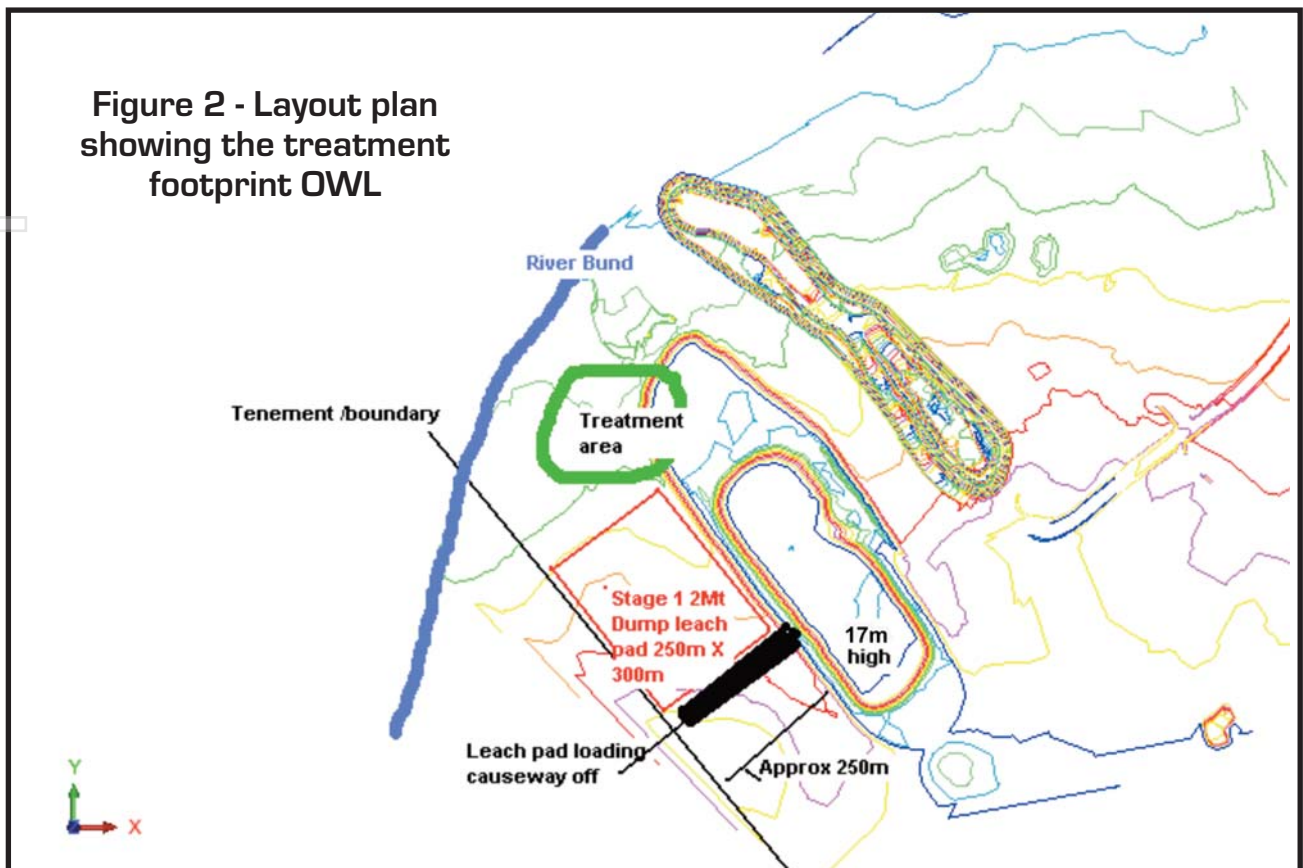 Figure 2 - Layout plan
showing the treatment
footprint OWL
River Bund
Tenement /boundary
Treatment
area
Stage 1 2Mt
Dump leach
pad 250m X
300m
17m
high
Leach pad loading
causeway off
Approx 250m
Y
X